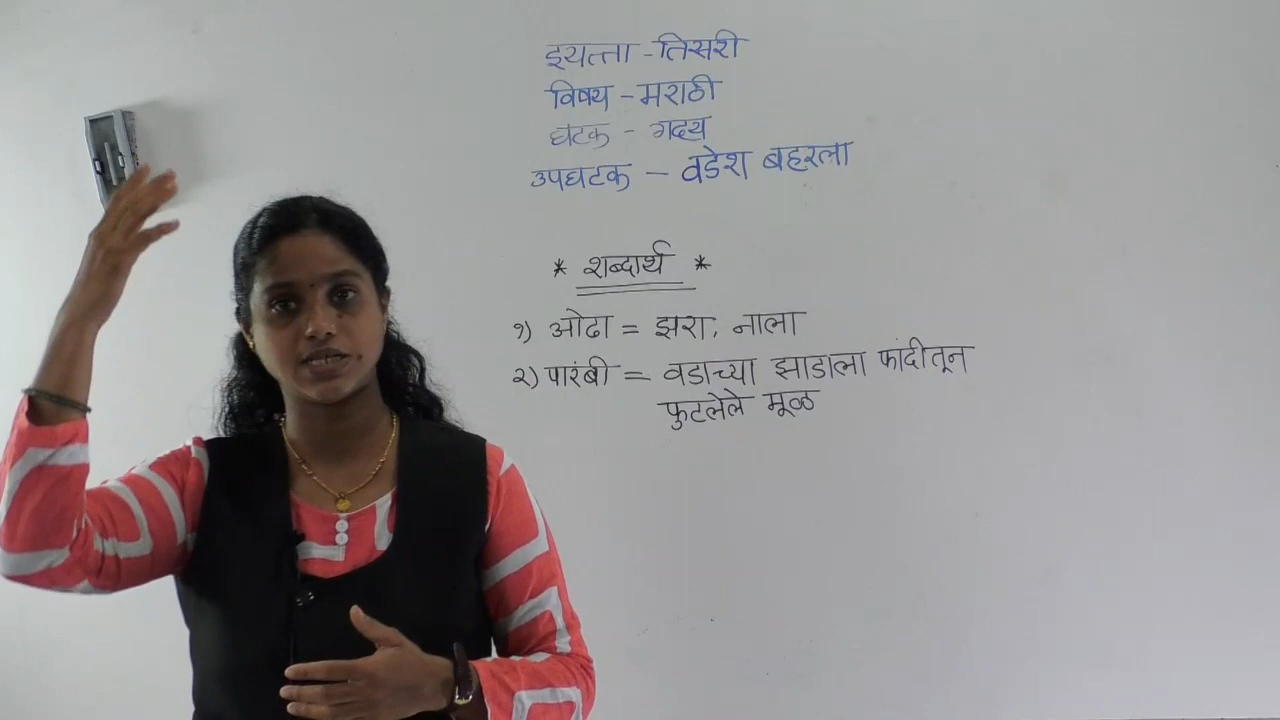 इयत्ता - तिसरी
विषय - मराठी
घटक - गद्य
उपघटक - वडेश बहरला
* शब्दार्थ *
१) ओढा = झरा, नाला
२) पारंबी = वडाच्या झाडाला फांदीतून
फुटलेले मूळ